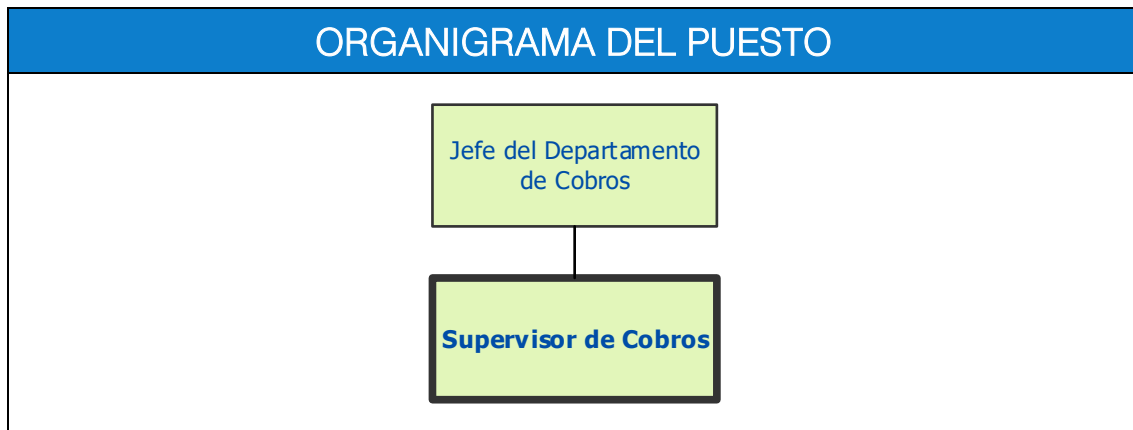 ORGANIGRAMA DEL PUESTO
Jefe del Departamento
de Cobros
Supervisor de Cobros